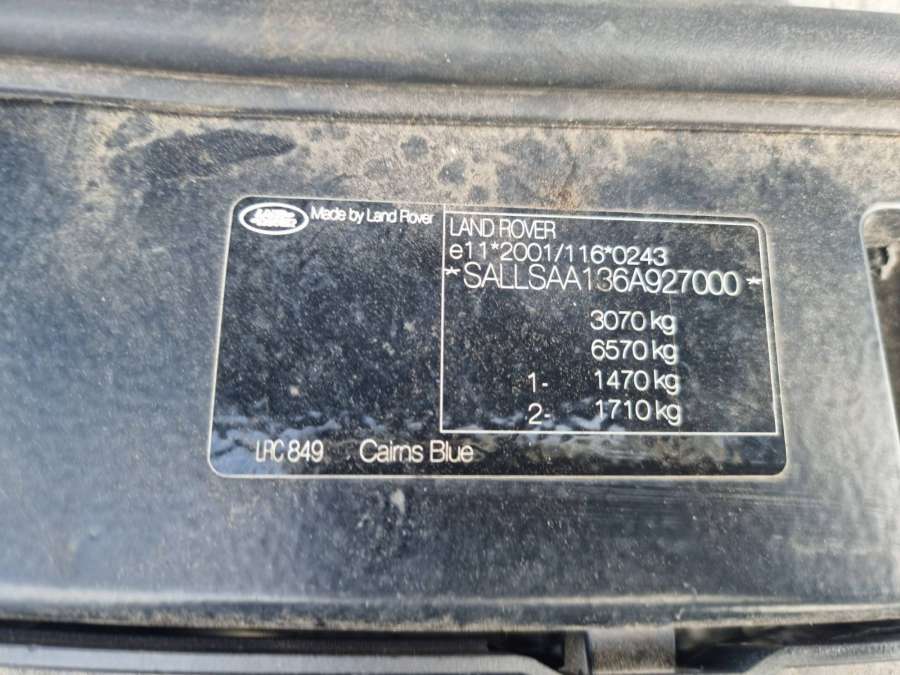 LAND ROVER
Made by Land Rover
LAND ROVER
e11*2001/116*0243
*SALLSAA136A927000*
3070 kg
6570 kg
1- 1470 kg
2- 1710 kg
LRC 849 Cairns Blue